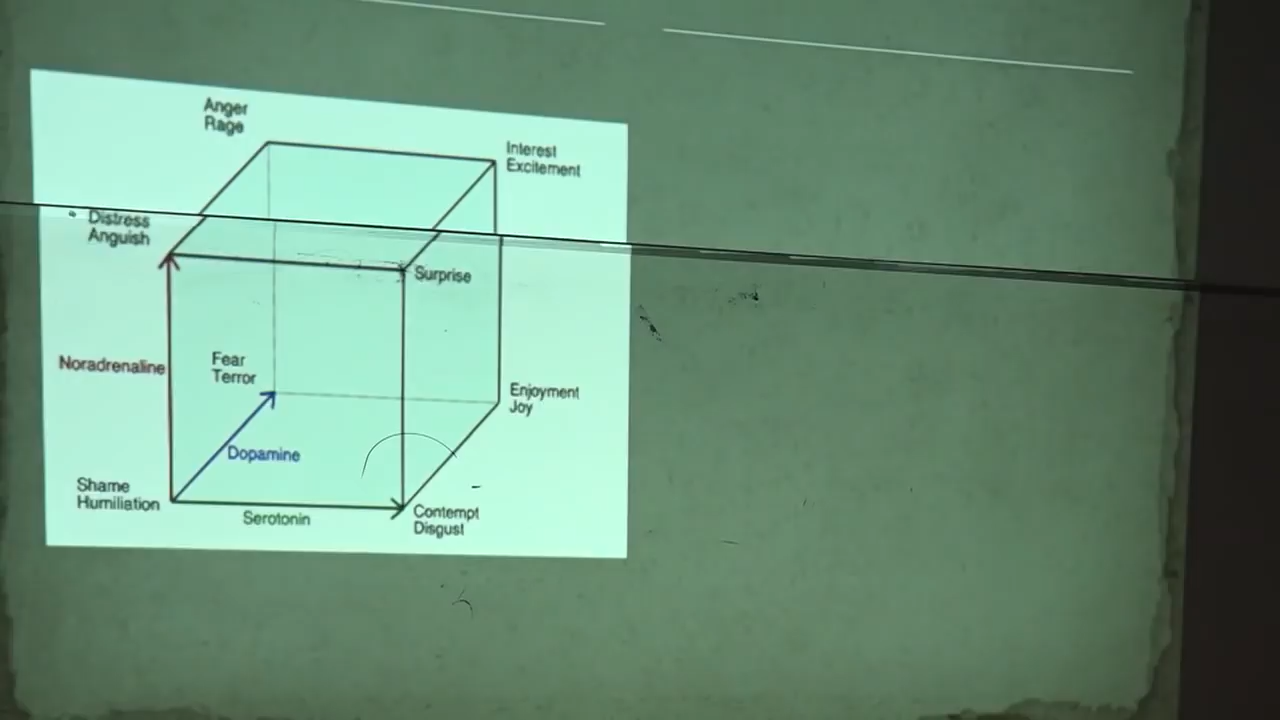 Anger
Rage
Interest
Excitement
Distress
Anguish
Surprise
Noradrenaline
Fear
Terror
Enjoyment
Joy
Dopamine
Shame
Humiliation
Serotonin
Contempt
Disgust